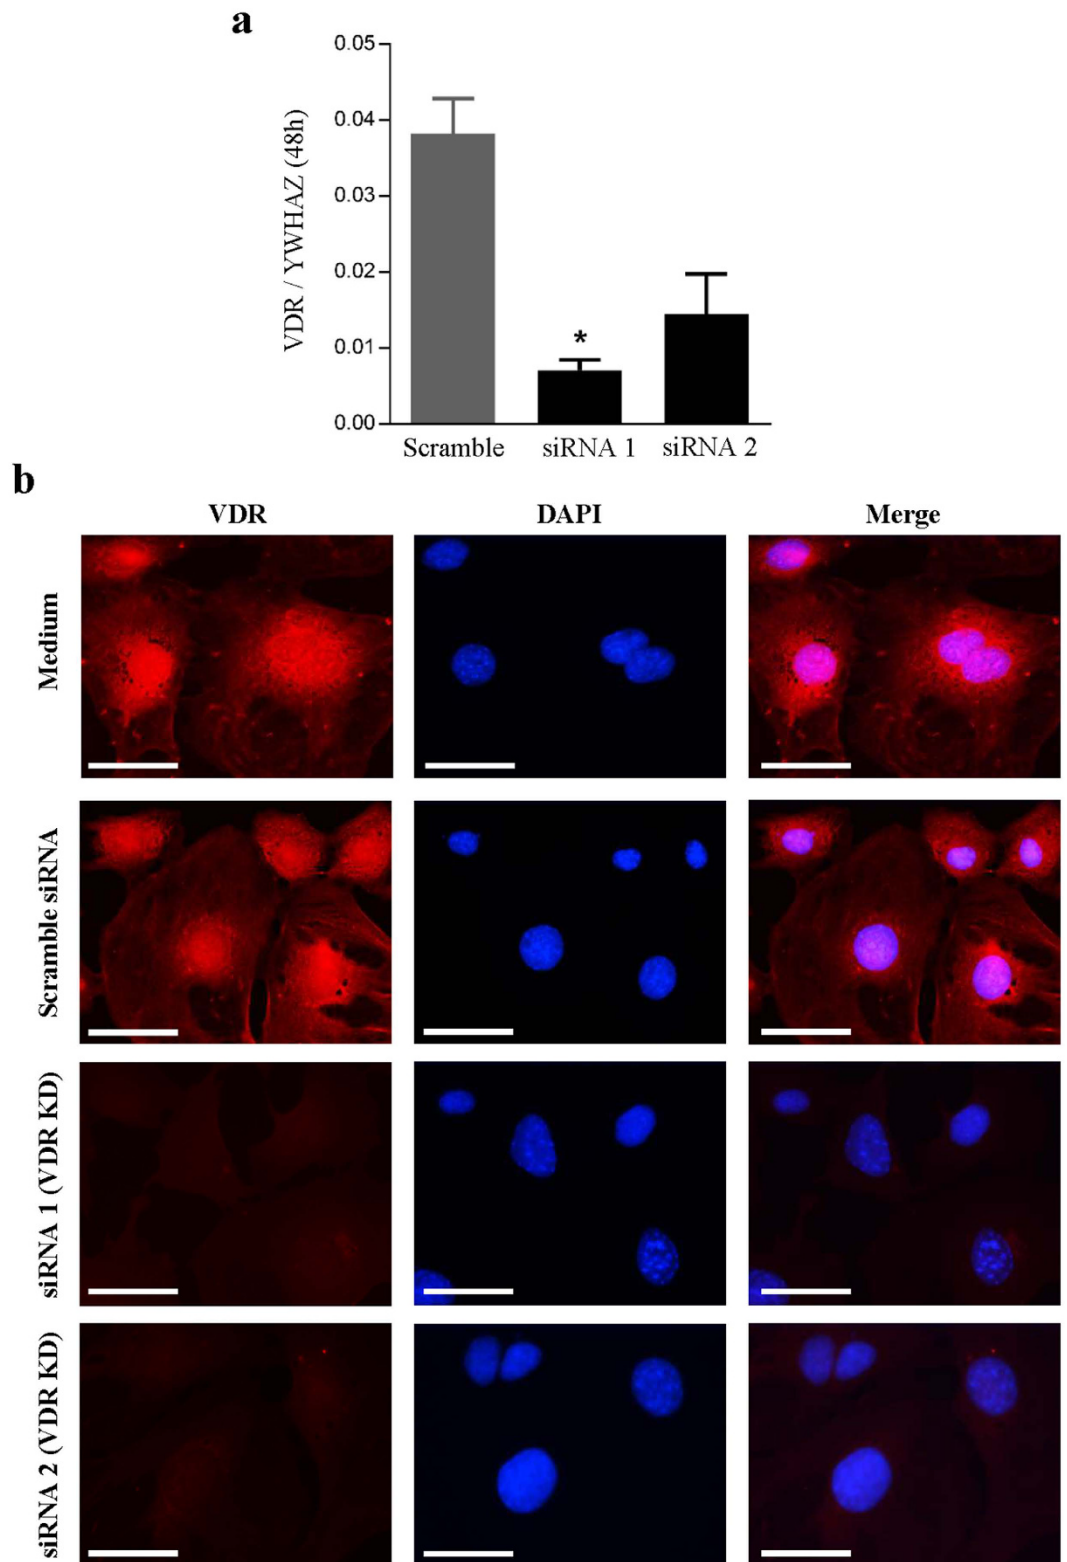 a
0.05
0.04
0.03
0.02
0.01
0.00
VDR / YWHAZ (48h)
*
Scramble siRNA 1 siRNA 2
b
VDR DAPI Merge
Medium
Scramble siRNA
siRNA 1 (VDR KD)
siRNA 2 (VDR KD)